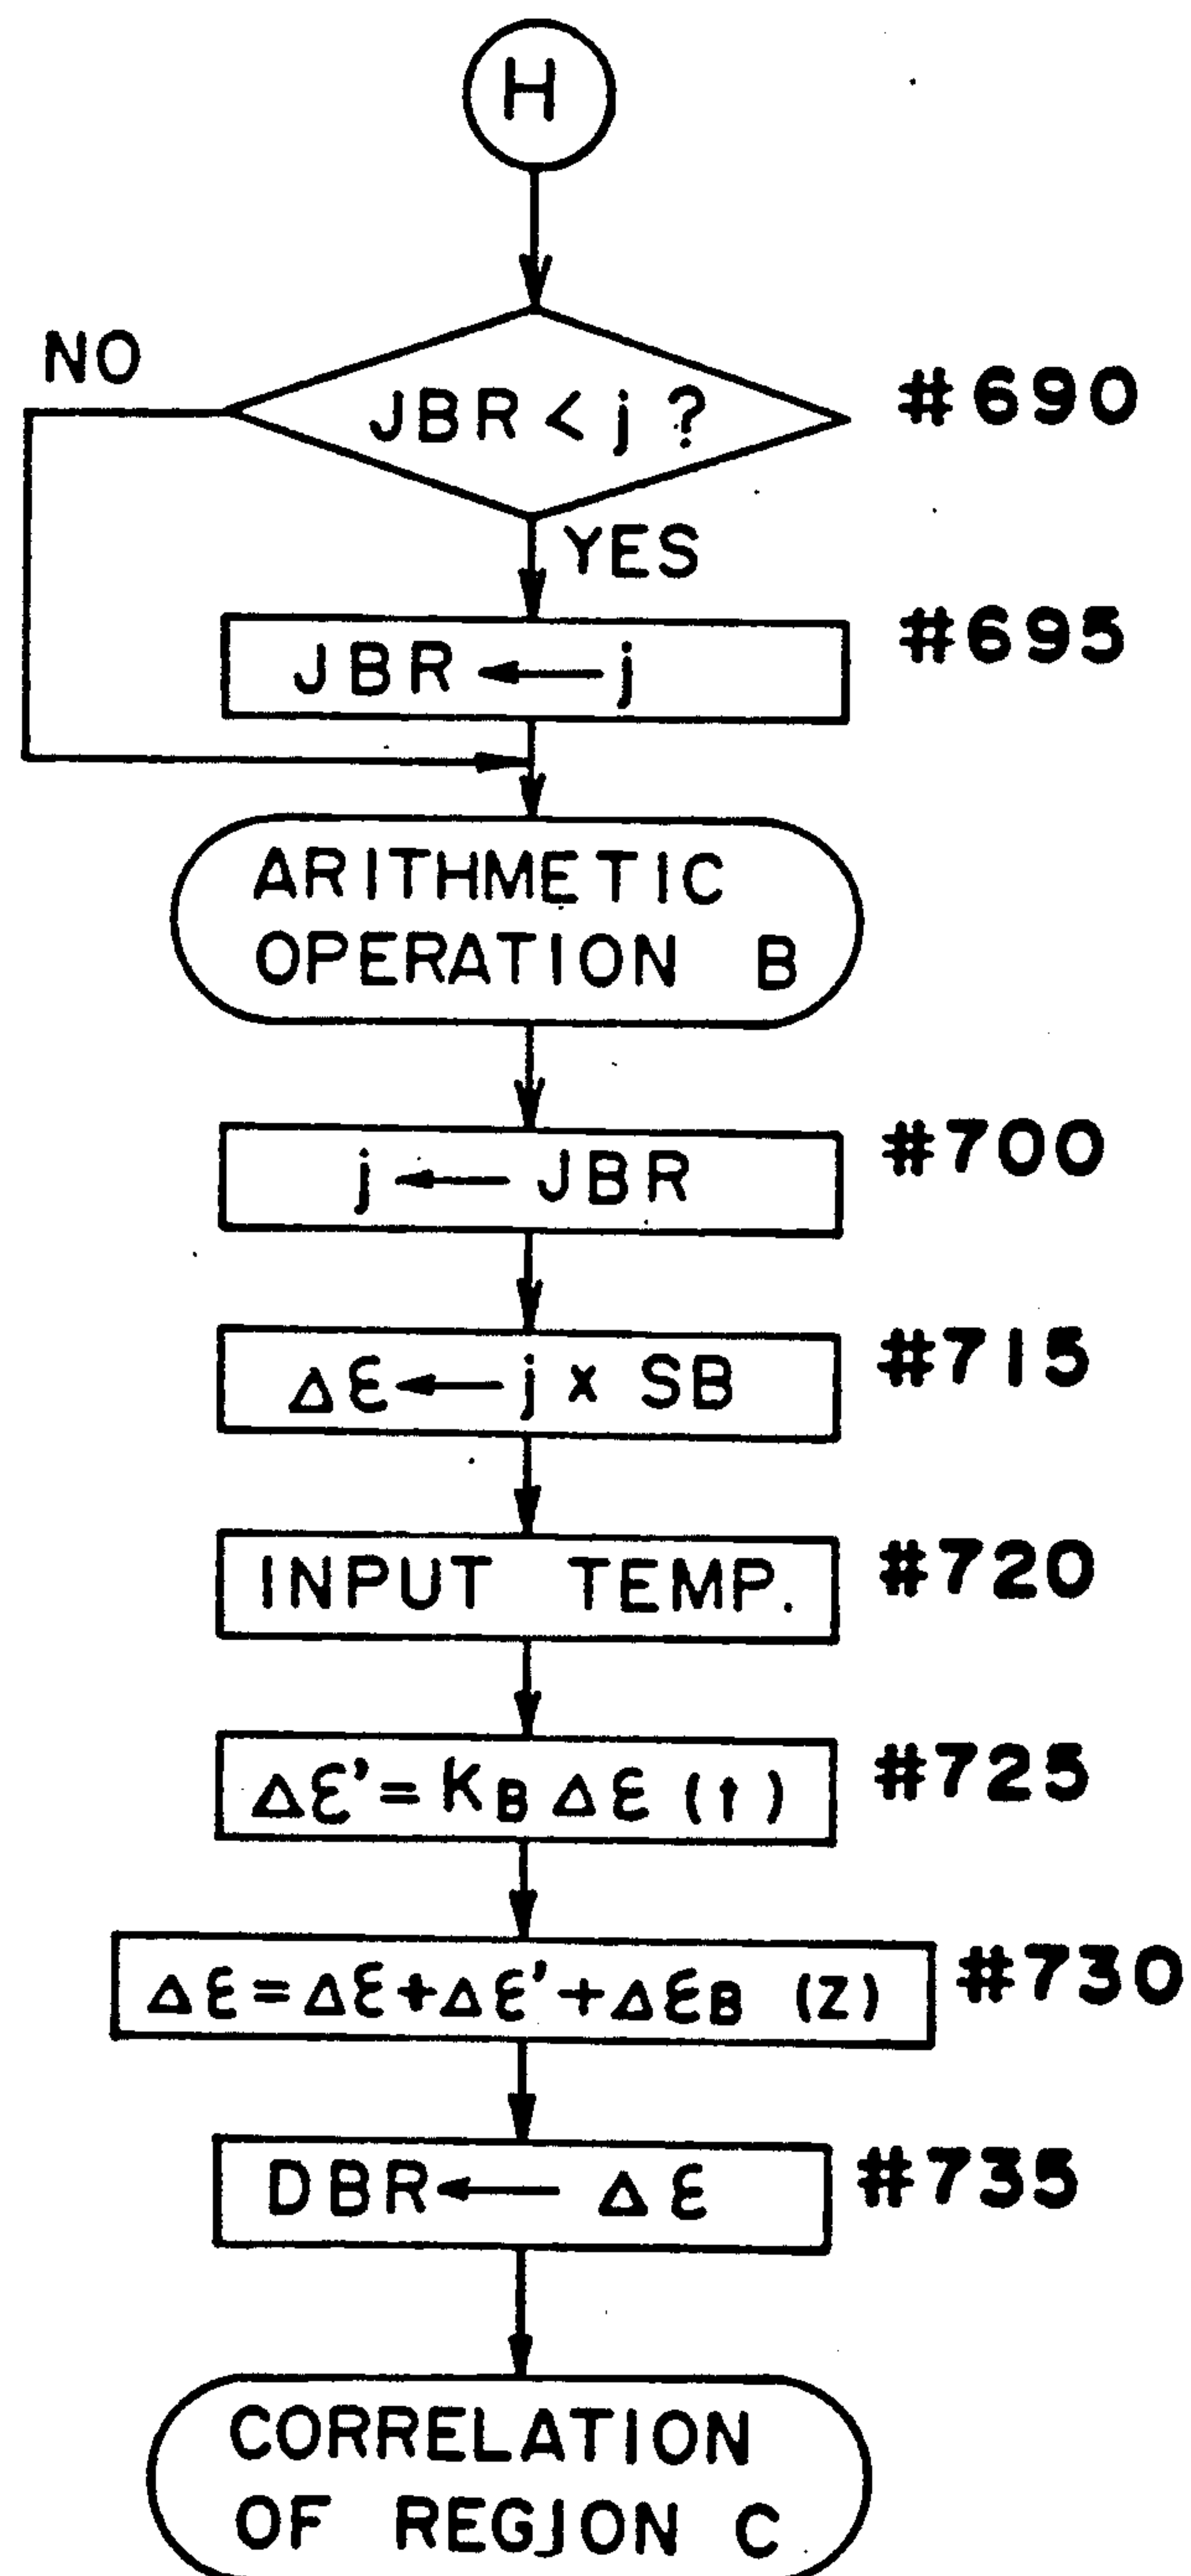 H
NO
JBR < j ?
#690
YES
JBR ← j
#695
ARITHMETIC
OPERATION B
j ← JBR
#700
Δε ← j x SB
#715
INPUT TEMP.
#720
Δε' = KB Δε (t)
#725
Δε = Δε + Δε' + ΔεB (Z)
#730
DBR ← Δε
#735
CORRELATION
OF REGION C